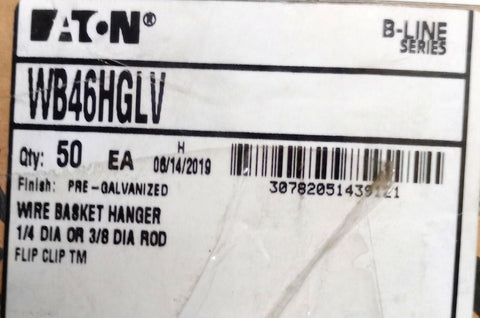 EATON®
B-LINE
SERIES
WB46HGLV
Qty: 50 EA
H
06/14/2019
Finish: PRE-GALVANIZED
WIRE BASKET HANGER
1/4 DIA OR 3/8 DIA ROD
FLIP CLIP TM